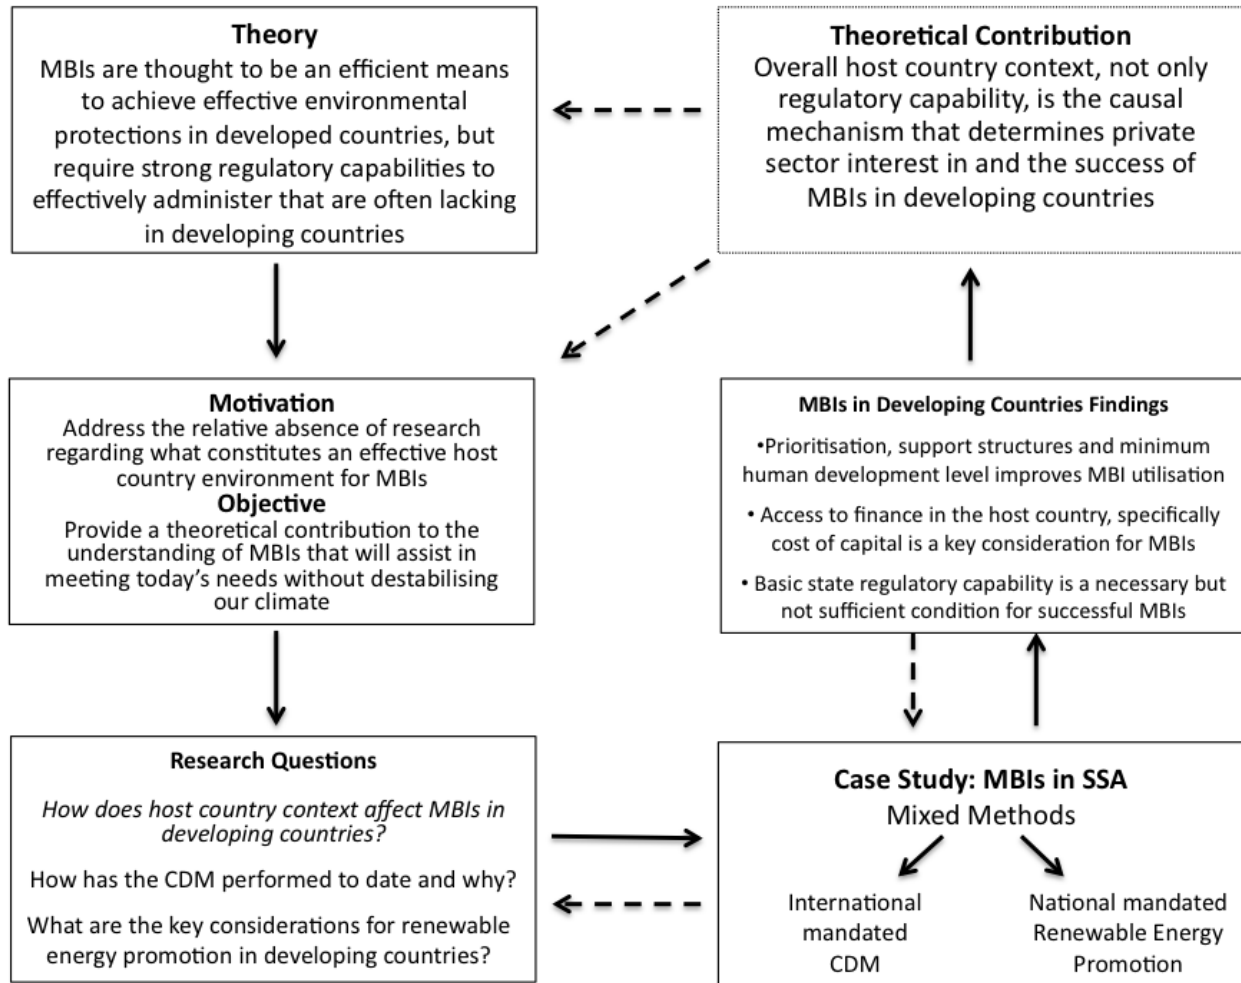 Theory
MBIs are thought to be an efficient means
to achieve effective environmental
protections in developed countries, but
require strong regulatory capabilities to
effectively administer that are often lacking
in developing countries
Theoretical Contribution
Overall host country context, not only
regulatory capability, is the causal
mechanism that determines private
sector interest in and the success of
MBIs in developing countries
Motivation
Address the relative absence of research
regarding what constitutes an effective host
country environment for MBIs
Objective
Provide a theoretical contribution to the
understanding of MBIs that will assist in
meeting today's needs without destabilising
our climate
MBIs in Developing Countries Findings
•Prioritisation, support structures and minimum
human development level improves MBI utilisation
• Access to finance in the host country, specifically
cost of capital is a key consideration for MBIs
• Basic state regulatory capability is a necessary but
not sufficient condition for successful MBIs
Research Questions
How does host country context affect MBIs in
developing countries?
How has the CDM performed to date and why?
What are the key considerations for renewable
energy promotion in developing countries?
Case Study: MBIs in SSA
Mixed Methods
International
mandated
CDM
National mandated
Renewable Energy
Promotion